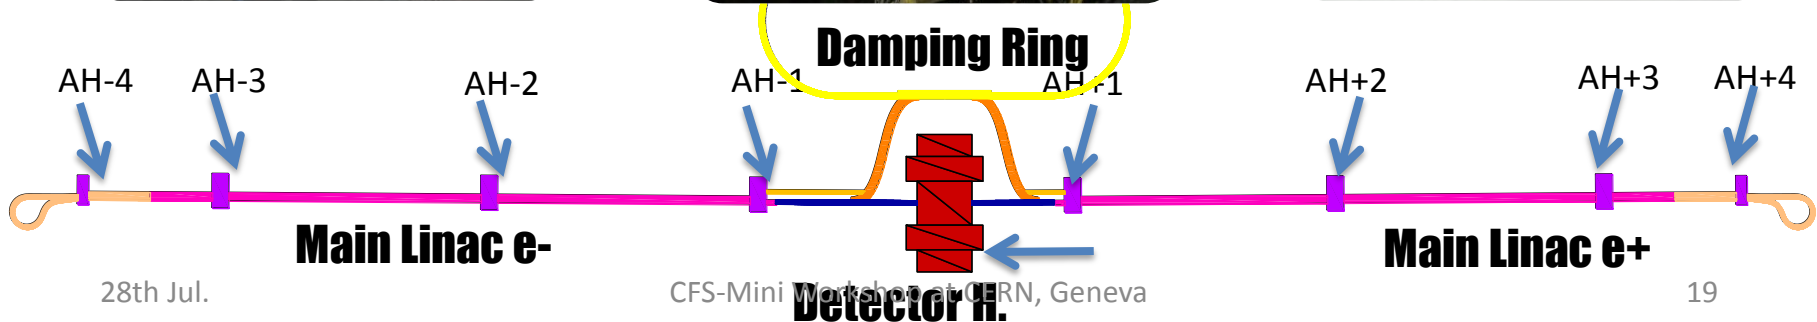 Damping Ring
AH-4 AH-3 AH-2 AH-1 AH+1 AH+2 AH+3 AH+4
Main Linac e- Main Linac e+
28th Jul. CFS-Mini Workshop at CERN, Geneva 19
Detector H.